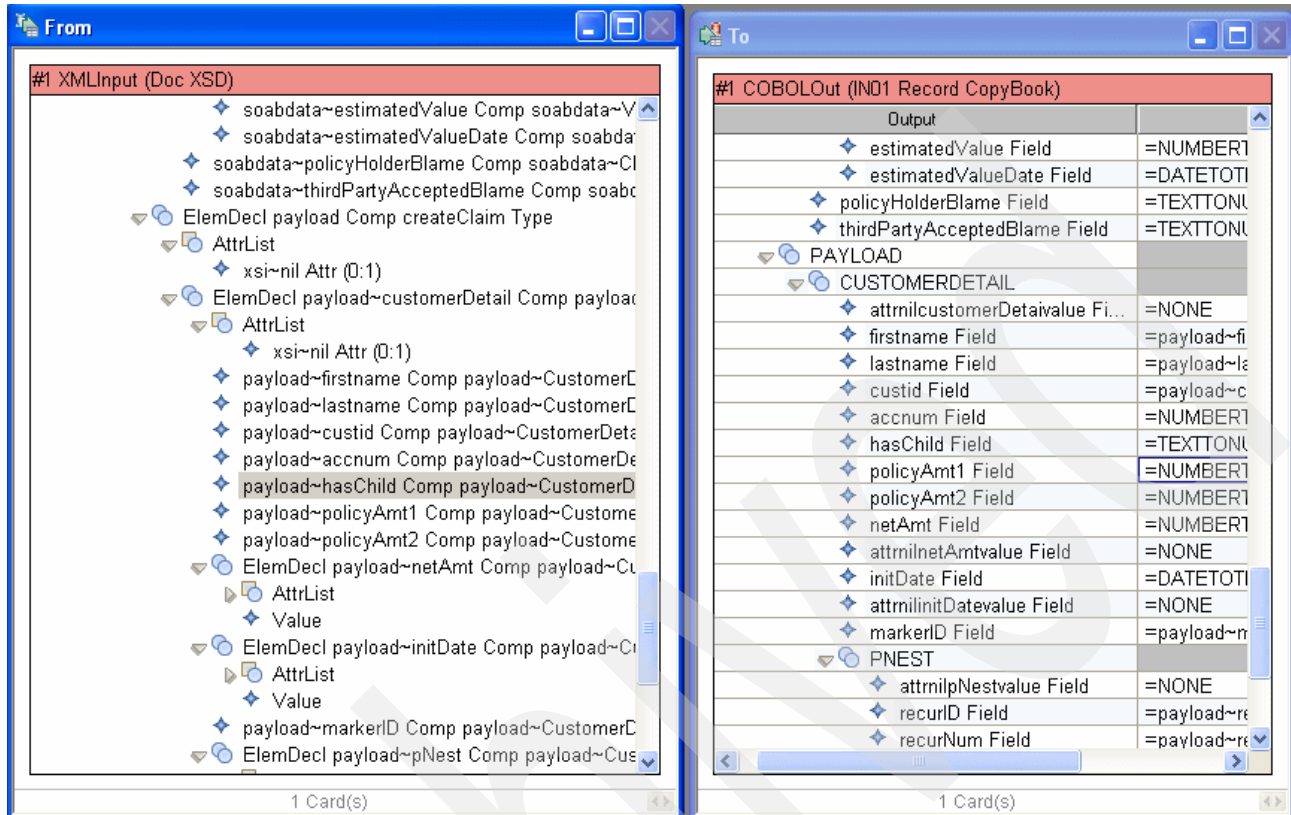 From
#1 XMLInput (Doc XSD)
soabdata~estimatedValue Comp soabdata~V
soabdata~estimatedValueDate Comp soabda
soabdata~policyHolderBlame Comp soabdata~Cl
soabdata~thirdPartyAcceptedBlame Comp soabd
ElemDecl payload Comp createClaim Type
AttrList
xsi~nil Attr (0:1)
ElemDecl payload~customerDetail Comp payload
AttrList
xsi~nil Attr (0:1)
payload~firstname Comp payload~CustomerD
payload~lastname Comp payload~CustomerD
payload~custid Comp payload~CustomerDeta
payload~accnum Comp payload~CustomerDe
payload~hasChild Comp payload~CustomerD
payload~policyAmt1 Comp payload~Custome
payload~policyAmt2 Comp payload~Custome
ElemDecl payload~netAmt Comp payload~Cu
AttrList
Value
ElemDecl payload~initDate Comp payload~Cu
AttrList
Value
payload~markerID Comp payload~CustomerD
ElemDecl payload~pNest Comp payload~Cus
1 Card(s)
To
#1 COBOLOut (IN01 Record CopyBook)
Output
estimatedValue Field =NUMBERT
estimatedValueDate Field =DATETOTI
policyHolderBlame Field =TEXTTONU
thirdPartyAcceptedBlame Field =TEXTTONU
PAYLOAD
CUSTOMERDETAIL
attrnilcustomerDetaivalue Fi... =NONE
firstname Field =payload~fi
lastname Field =payload~la
custid Field =payload~c
accnum Field =NUMBERT
hasChild Field =TEXTTONU
policyAmt1 Field =NUMBERT
policyAmt2 Field =NUMBERT
netAmt Field =NUMBERT
attrnilnetAmtvalue Field =NONE
initDate Field =DATETOTI
attrnilinitDatevalue Field =NONE
markerID Field =payload~m
PNEST
attrnilpNestvalue Field =NONE
recurID Field =payload~re
recurNum Field =payload~re
1 Card(s)